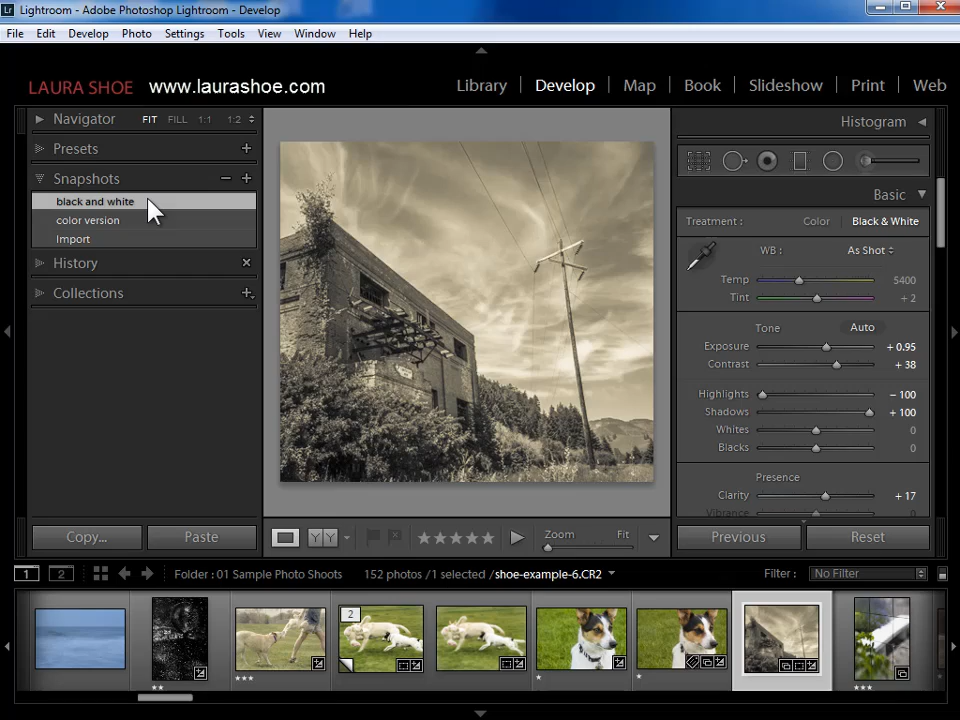 Lr Lightroom - Adobe Photoshop Lightroom - Develop
File Edit Develop Photo Settings Tools View Window Help
LAURA SHOE www.laurashoe.com
Library Develop Map Book Slideshow Print Web
Navigator FIT FILL 1:1 1:2
Presets
Snapshots
black and white
color version
Import
History
Collections
Copy...
Paste
Histogram
Basic
Treatment : Color Black & White
WB : As Shot
Temp 5400
Tint + 2
Tone Auto
Exposure + 0.95
Contrast + 38
Highlights - 100
Shadows + 100
Whites 0
Blacks 0
Presence
Clarity + 17
Vibrance 0
YY Zoom Fit
Previous
Reset
1 2 Folder : 01 Sample Photo Shoots 152 photos /1 selected /shoe-example-6.CR2 Filter : No Filter
2